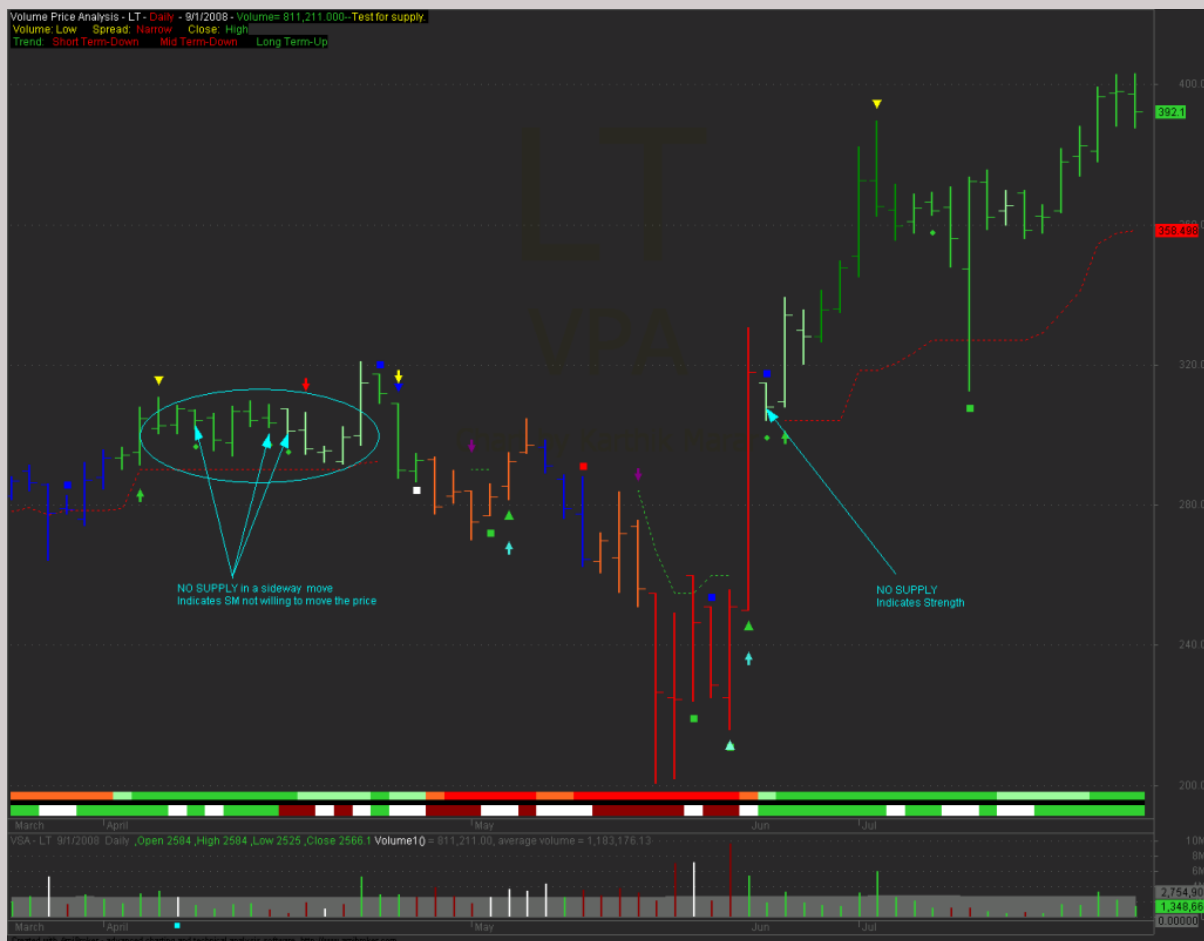 Volume Price Analysis - LT - Daily - 9/1/2008 - Volume= 811,211.000--Test for supply.
Volume: Low Spread: Narrow Close: High
Trend: Short Term-Down Mid Term-Down Long Term-Up
LT
VPA
400.0
392.1
358.498
320.0
280.0
240.0
200.0
NO SUPPLY in a sideway move
Indicates SM not willing to move the price
NO SUPPLY
Indicates Strength
March April May Jun Jul
VSA - LT 9/1/2008 Daily ,Open 2584 ,High 2584 ,Low 2525 ,Close 2566.1 Volume1() = 811,211.00, average volume = 1,183,176.13
10M
8M
6M
2,754,90
1,348,66
0.00000
March April May Jun Jul